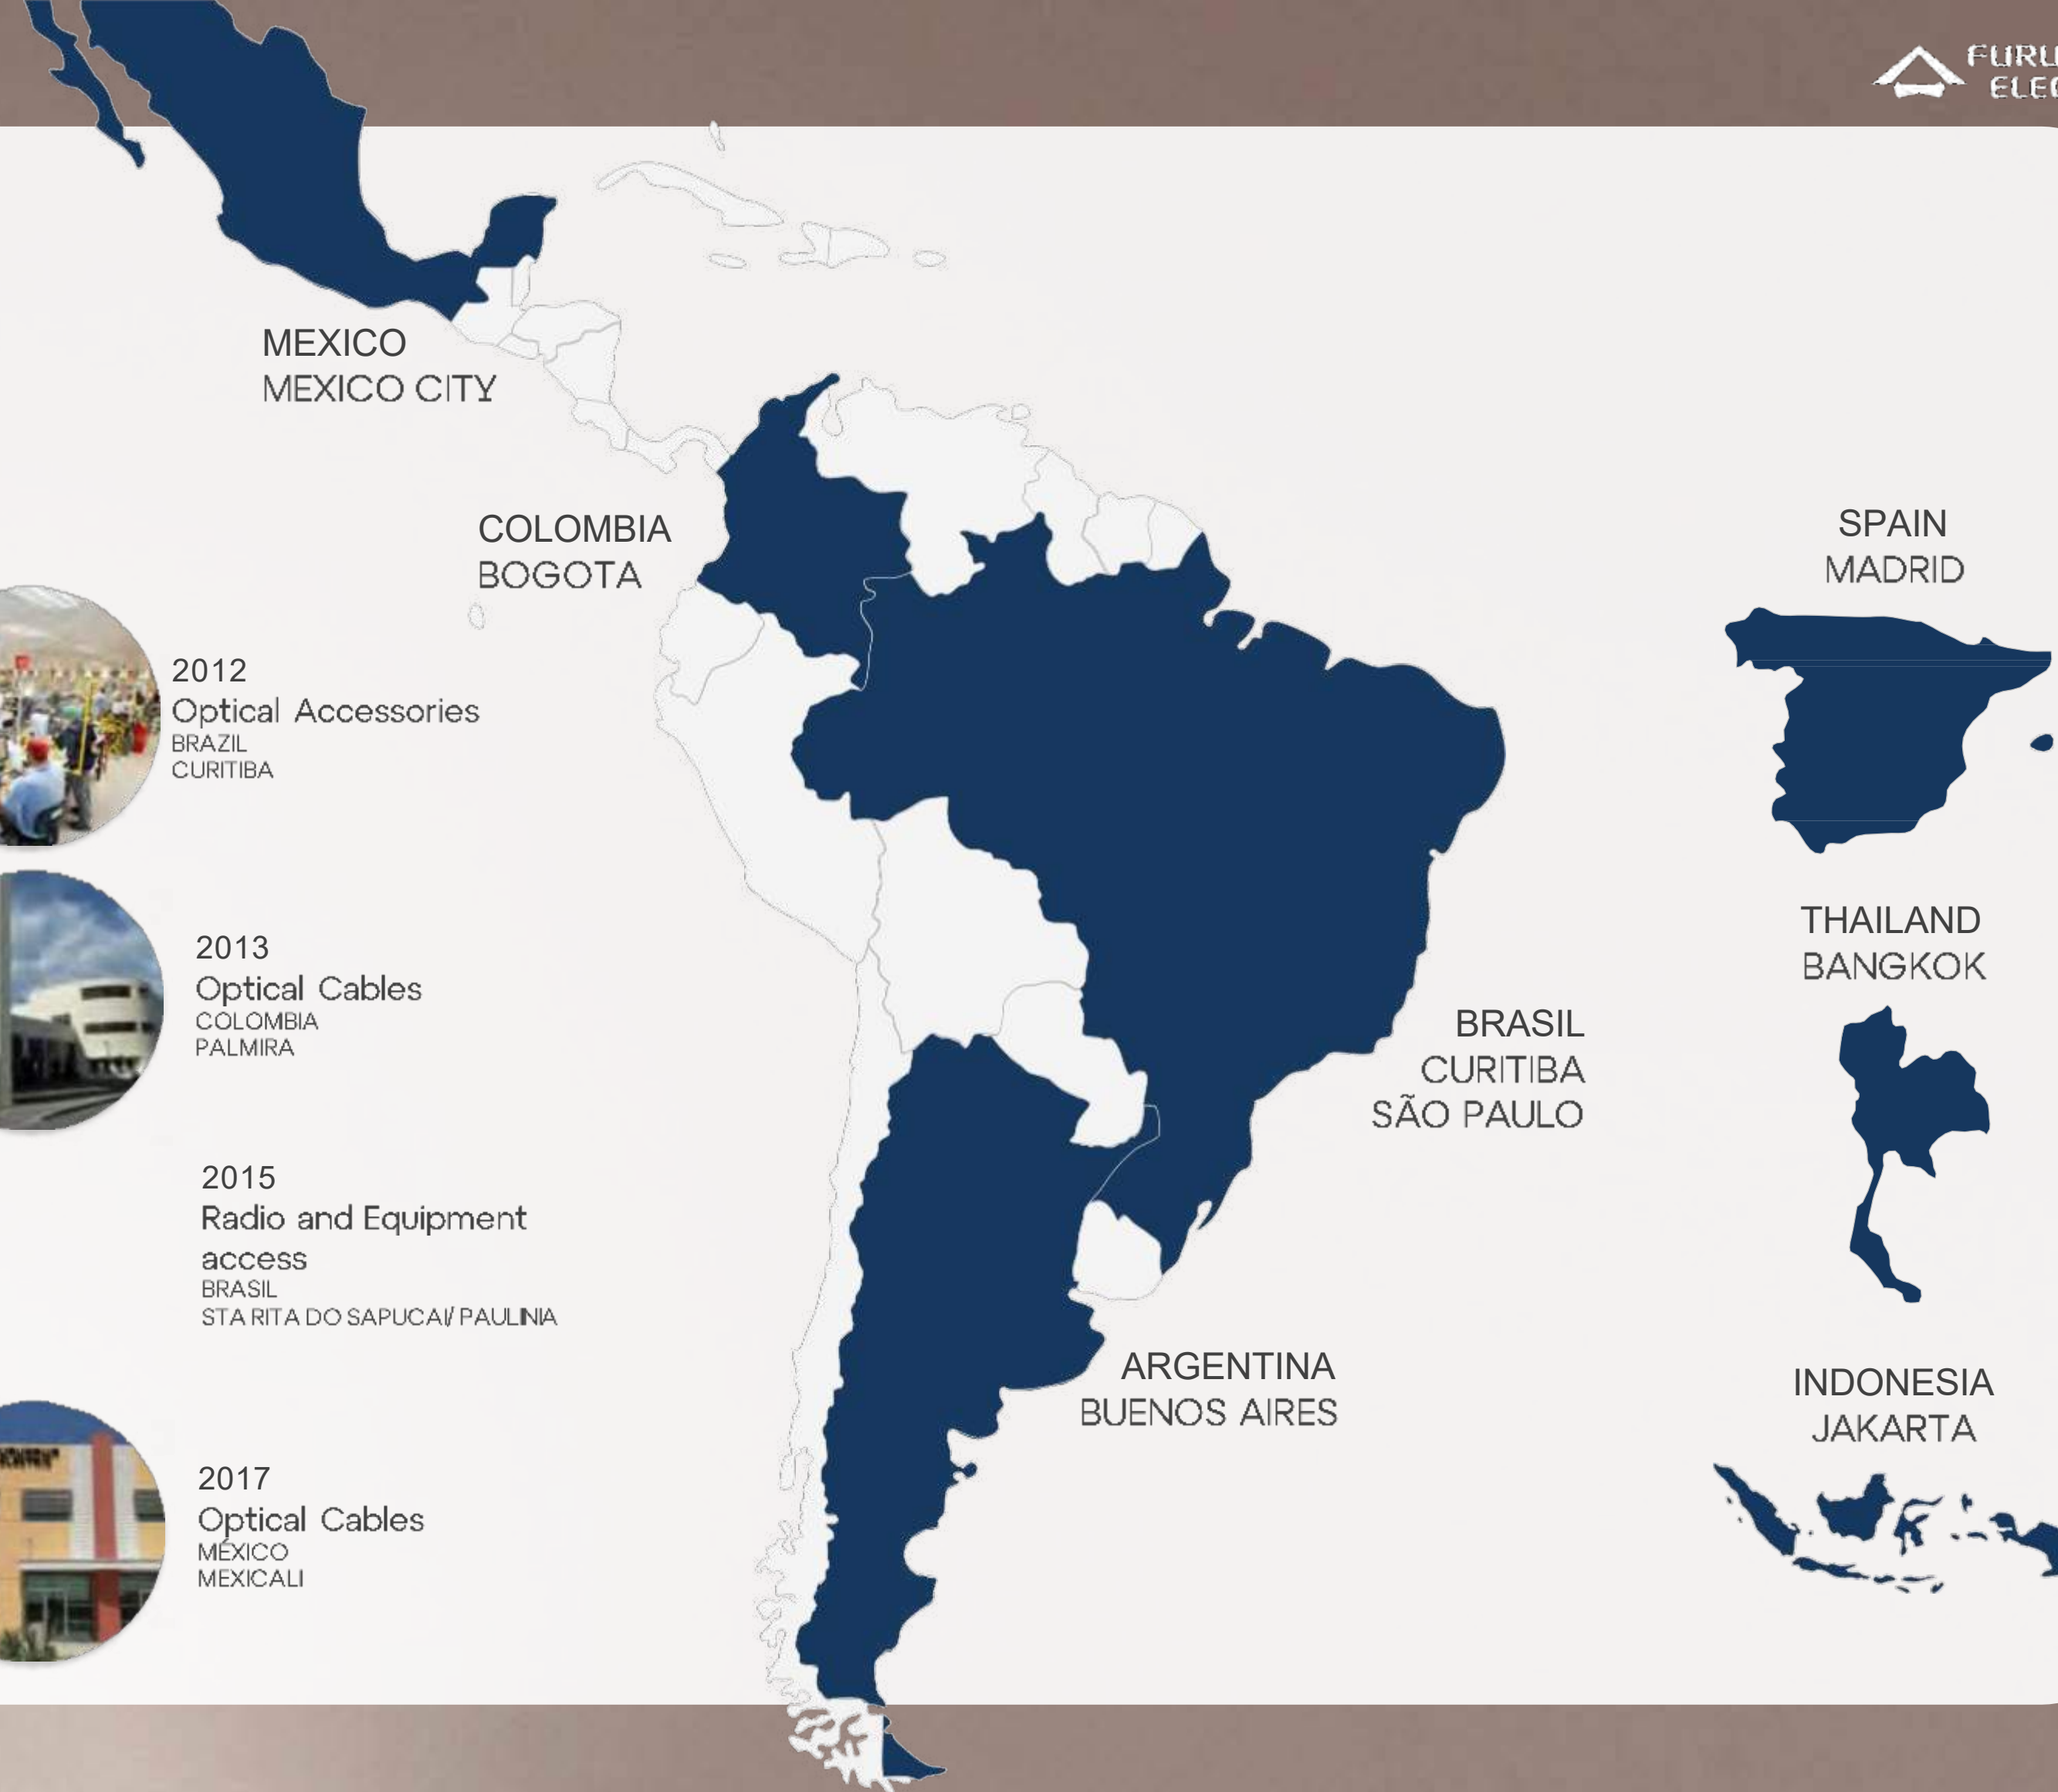 MEXICO
MEXICO CITY
COLOMBIA
BOGOTA
2012
Optical Accessories
BRAZIL
CURITIBA
2013
Optical Cables
COLOMBIA
PALMIRA
2015
Radio and Equipment
access
BRASIL
STA RITA DO SAPUCAI/ PAULINIA
2017
Optical Cables
MÉXICO
MEXICALI
BRASIL
CURITIBA
SÃO PAULO
ARGENTINA
BUENOS AIRES
SPAIN
MADRID
THAILAND
BANGKOK
INDONESIA
JAKARTA